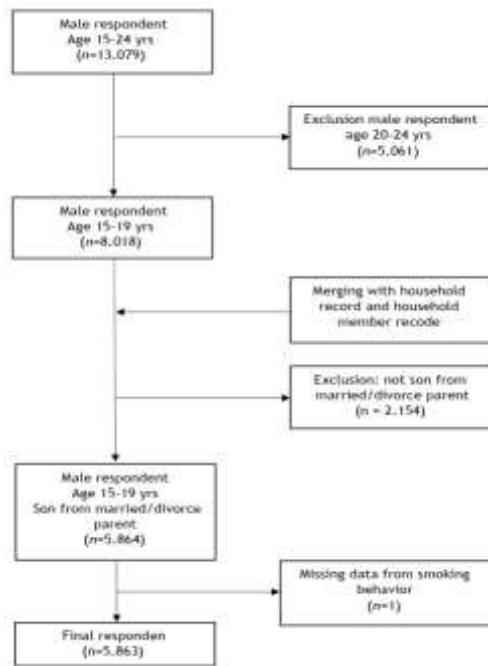 Male respondent
Age 15-24 yrs
(n=13.079)
Exclusion male respondent
age 20-24 yrs
(n=5.061)
Male respondent
Age 15-19 yrs
(n=8.018)
Merging with household
record and household
member recode
Exclusion: not son from
married/divorce parent
(n = 2.154)
Male respondent
Age 15-19 yrs
Son from married/divorce
parent
(n=5.864)
Missing data from smoking
behavior
(n=1)
Final responden
(n=5.863)